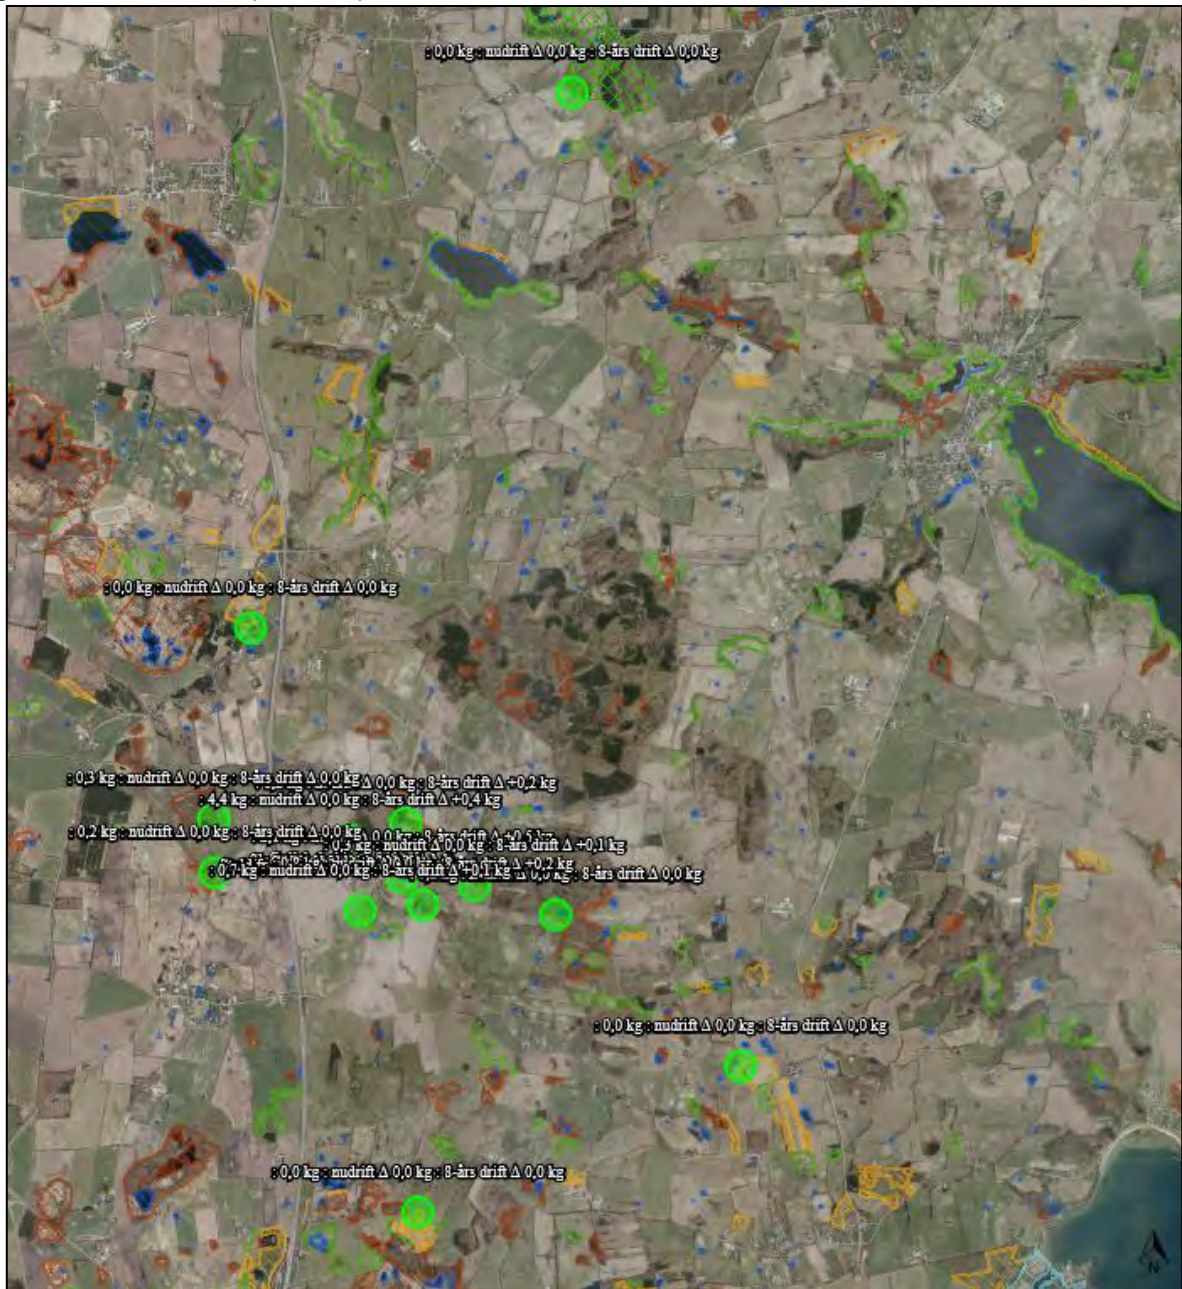 : 0,0 kg : nudrift Δ 0,0 kg : 8-års drift Δ 0,0 kg
: 0,0 kg : nudrift Δ 0,0 kg : 8-års drift Δ 0,0 kg
: 0,3 kg : nudrift Δ 0,0 kg : 8-års drift Δ 0,0 kg
Δ 0,0 kg : 8-års drift Δ +0,2 kg
: 4,4 kg : nudrift Δ 0,0 kg : 8-års drift Δ +0,4 kg
: 0,2 kg : nudrift Δ 0,0 kg : 8-års drift Δ 0,0 kg
: 0,3 kg : nudrift Δ 0,0 kg : 8-års drift Δ +0,1 kg
drift Δ +0,2 kg
: 0,7 kg : nudrift Δ 0,0 kg : 8-års drift Δ +0,1 kg
: 8-års drift Δ 0,0 kg
: 0,0 kg : nudrift Δ 0,0 kg : 8-års drift Δ 0,0 kg
: 0,0 kg : nudrift Δ 0,0 kg : 8-års drift Δ 0,0 kg
N